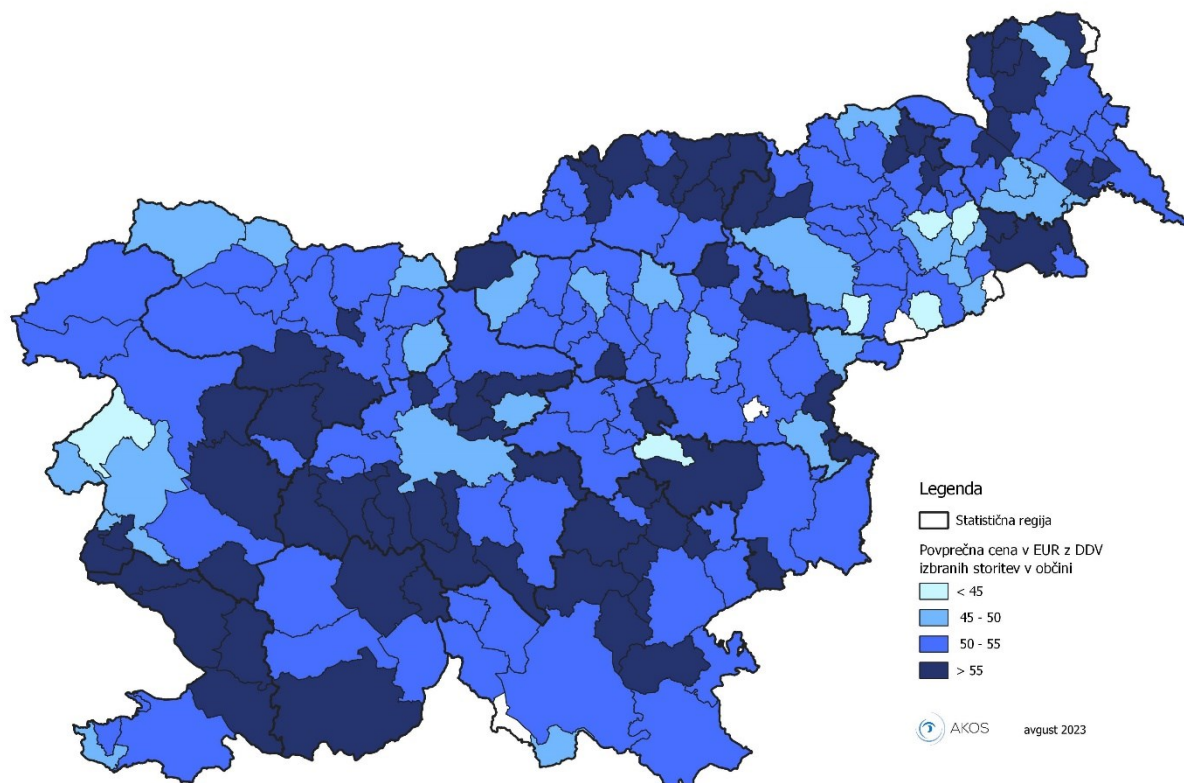 Legenda
Statistična regija
Povprečna cena v EUR z DDV
izbranih storitev v občini
< 45
45 - 50
50 - 55
> 55
AKOS avgust 2023